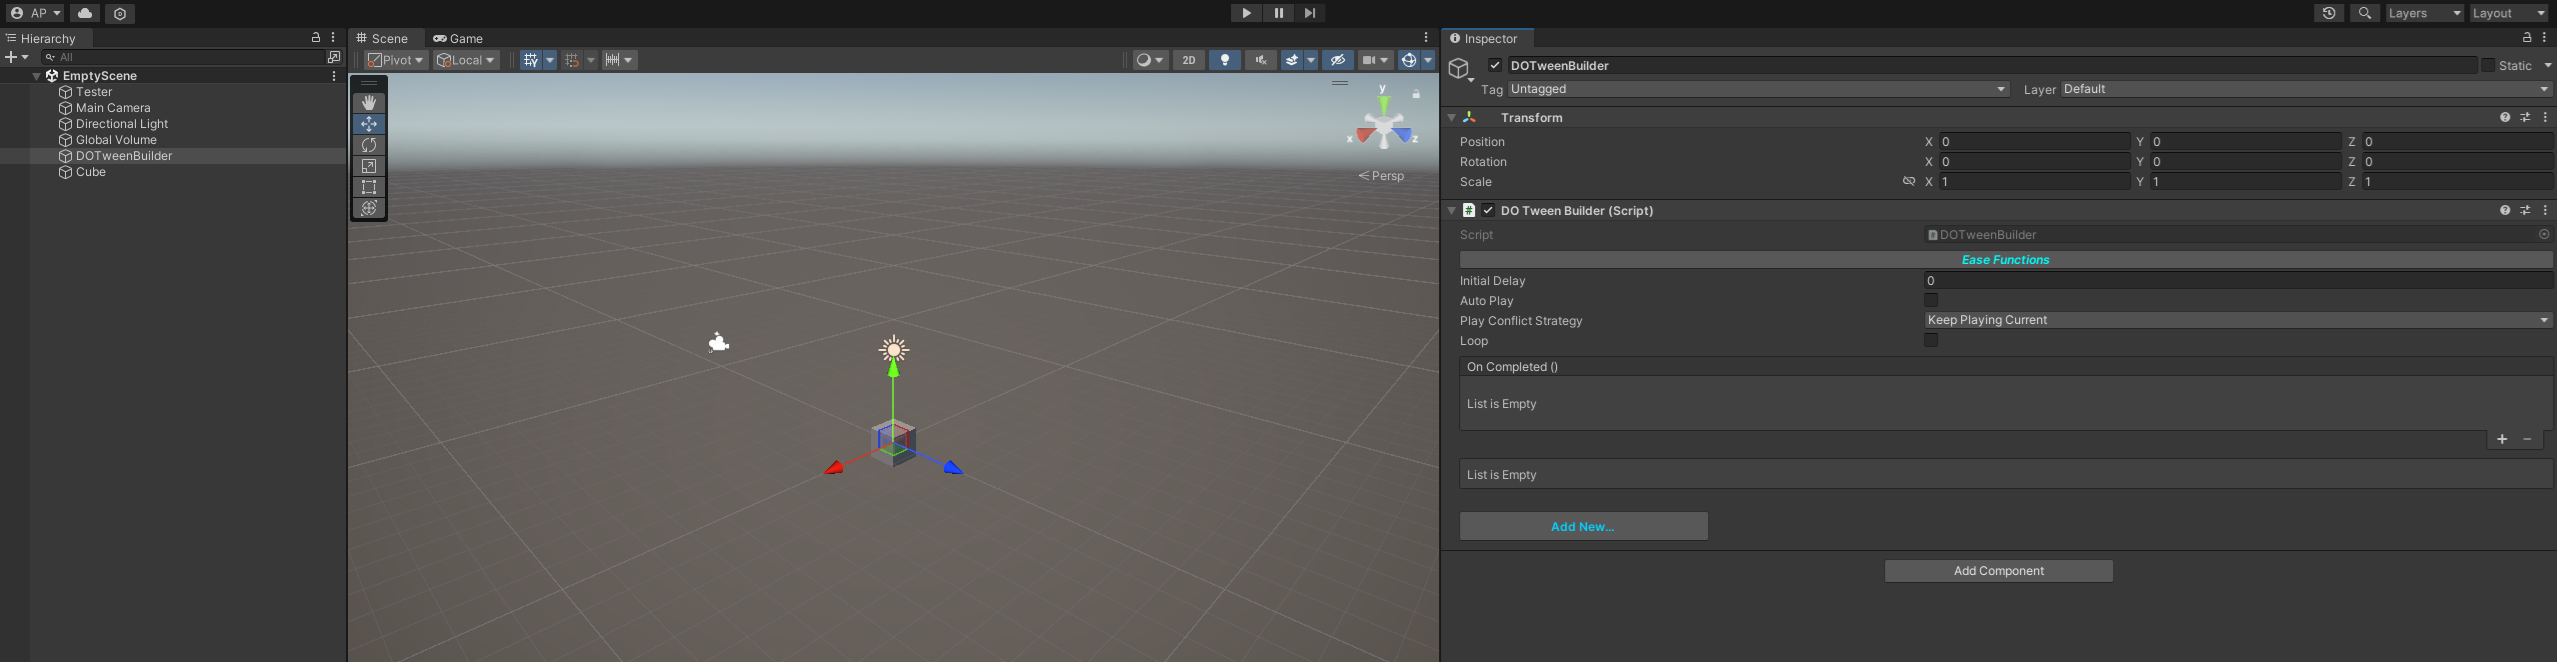 AP
Layers
Layout
Hierarchy
All
EmptyScene
Tester
Main Camera
Directional Light
Global Volume
DOTweenBuilder
Cube
Scene
Game
Pivot
Local
2D
y
x
z
Persp
Inspector
DOTweenBuilder
Static
Tag Untagged
Layer Default
Transform
Position X 0 Y 0 Z 0
Rotation X 0 Y 0 Z 0
Scale X 1 Y 1 Z 1
# DO Tween Builder (Script)
Script DOTweenBuilder
Ease Functions
Initial Delay 0
Auto Play
Play Conflict Strategy Keep Playing Current
Loop
On Completed ()
List is Empty
List is Empty
Add New...
Add Component